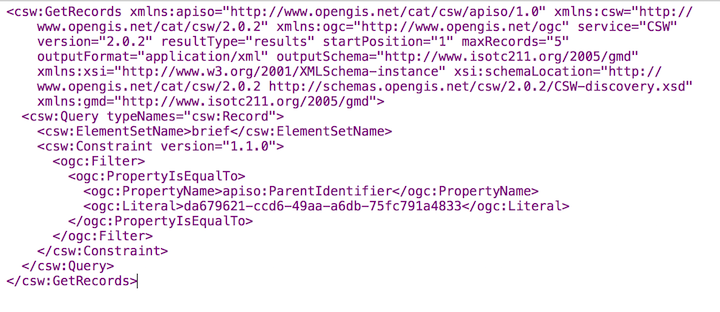 <csw:GetRecords xmlns:apiso="http://www.opengis.net/cat/csw/apiso/1.0" xmlns:csw="http://
www.opengis.net/cat/csw/2.0.2" xmlns:ogc="http://www.opengis.net/ogc" service="CSW"
version="2.0.2" resultType="results" startPosition="1" maxRecords="5"
outputFormat="application/xml" outputSchema="http://www.isotc211.org/2005/gmd"
xmlns:xsi="http://www.w3.org/2001/XMLSchema-instance" xsi:schemaLocation="http://
www.opengis.net/cat/csw/2.0.2 http://schemas.opengis.net/csw/2.0.2/CSW-discovery.xsd"
xmlns:gmd="http://www.isotc211.org/2005/gmd">
<csw:Query typeNames="csw:Record">
<csw:ElementSetName>brief</csw:ElementSetName>
<csw:Constraint version="1.1.0">
<ogc:Filter>
<ogc:PropertyIsEqualTo>
<ogc:PropertyName>apiso:ParentIdentifier</ogc:PropertyName>
<ogc:Literal>da679621-ccd6-49aa-a6db-75fc791a4833</ogc:Literal>
</ogc:PropertyIsEqualTo>
</ogc:Filter>
</csw:Constraint>
</csw:Query>
</csw:GetRecords>